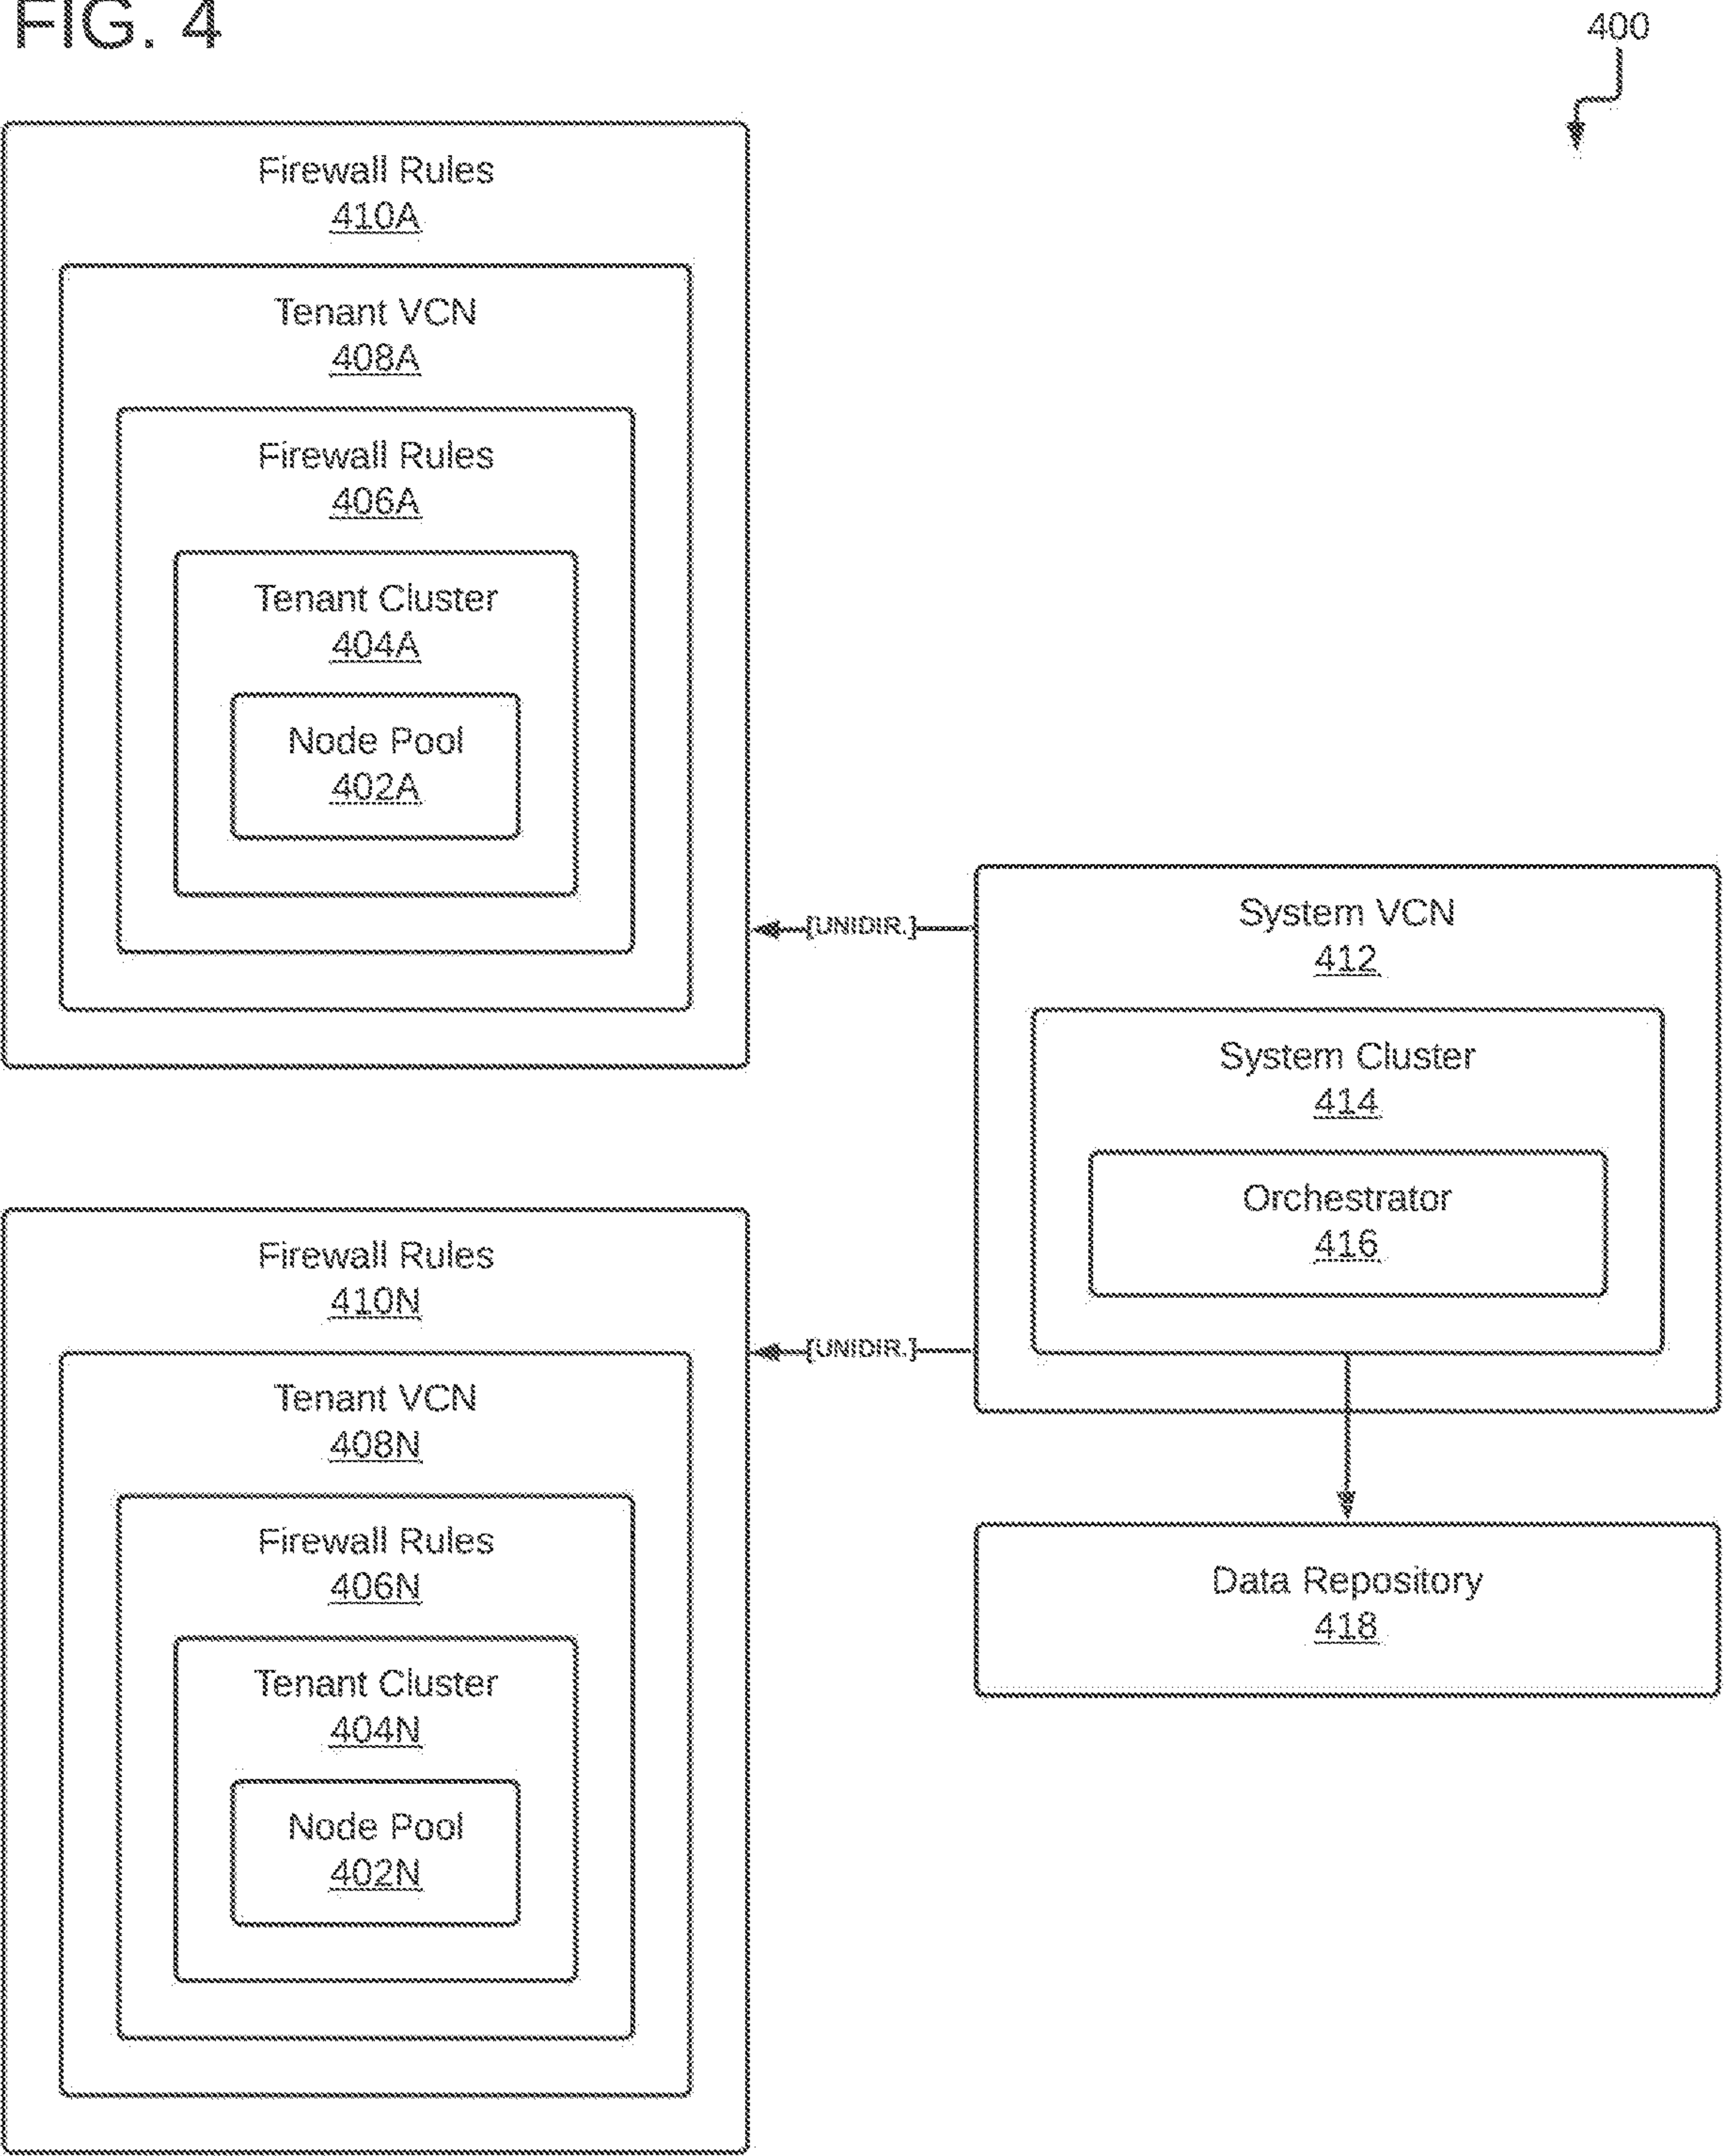 FIG. 4
400
Firewall Rules
410A
Tenant VCN
408A
Firewall Rules
406A
Tenant Cluster
404A
Node Pool
402A
[UNIDIR.]
System VCN
412
System Cluster
414
Orchestrator
416
Firewall Rules
410N
[UNIDIR.]
Tenant VCN
408N
Firewall Rules
406N
Data Repository
418
Tenant Cluster
404N
Node Pool
402N